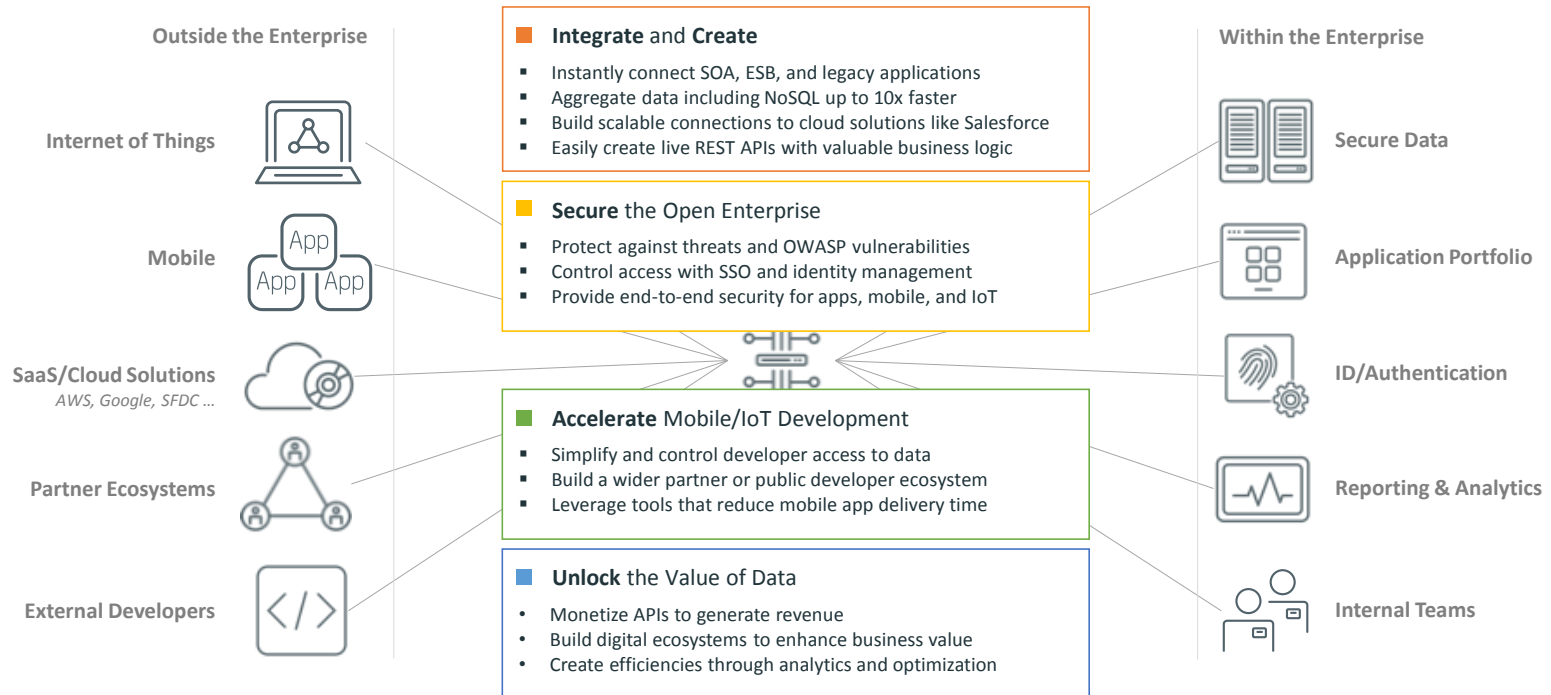 Outside the Enterprise
Internet of Things
Mobile
App
App
App
SaaS/Cloud Solutions
AWS, Google, SFDC ...
Partner Ecosystems
External Developers
</>
Integrate and Create
▪ Instantly connect SOA, ESB, and legacy applications
▪ Aggregate data including NoSQL up to 10x faster
▪ Build scalable connections to cloud solutions like Salesforce
▪ Easily create live REST APIs with valuable business logic
Secure the Open Enterprise
▪ Protect against threats and OWASP vulnerabilities
▪ Control access with SSO and identity management
▪ Provide end-to-end security for apps, mobile, and IoT
Accelerate Mobile/IoT Development
▪ Simplify and control developer access to data
▪ Build a wider partner or public developer ecosystem
▪ Leverage tools that reduce mobile app delivery time
Unlock the Value of Data
• Monetize APIs to generate revenue
• Build digital ecosystems to enhance business value
• Create efficiencies through analytics and optimization
Within the Enterprise
Secure Data
Application Portfolio
ID/Authentication
Reporting & Analytics
Internal Teams